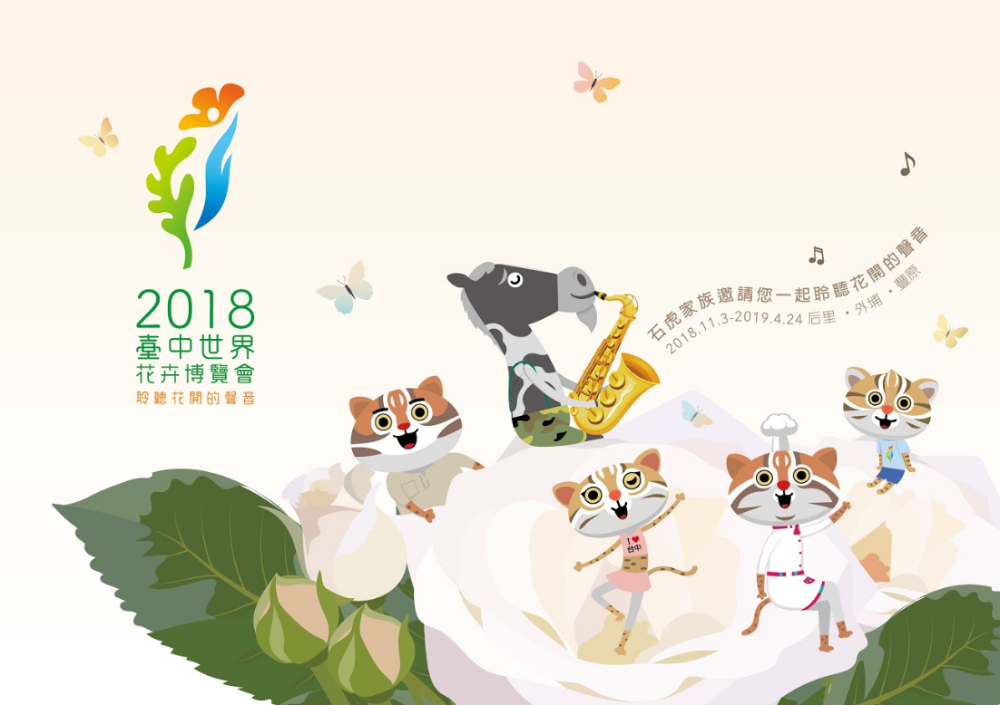 2018
臺中世界
花卉博覽會
聆聽花開的聲音
石虎家族邀請您一起聆聽花開的聲音
2018.11.3-2019.4.24 后里・外埔・豐原
I ❤
台中